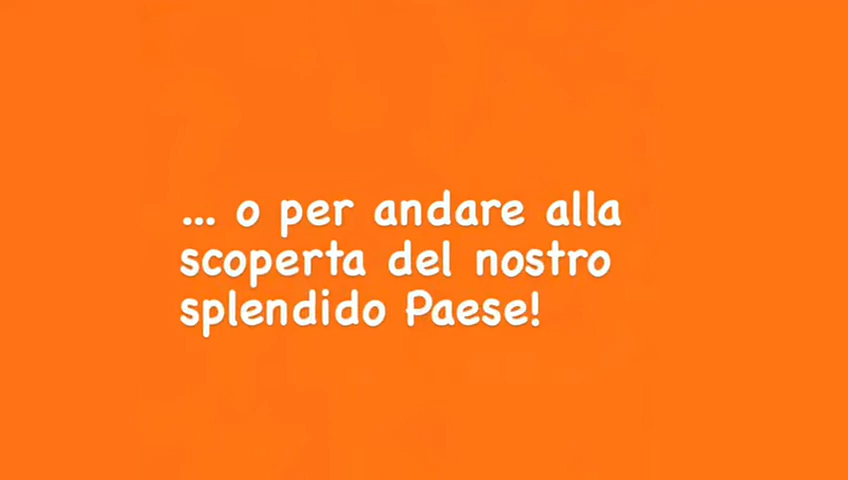 ... o per andare alla
scoperta del nostro
splendido Paese!